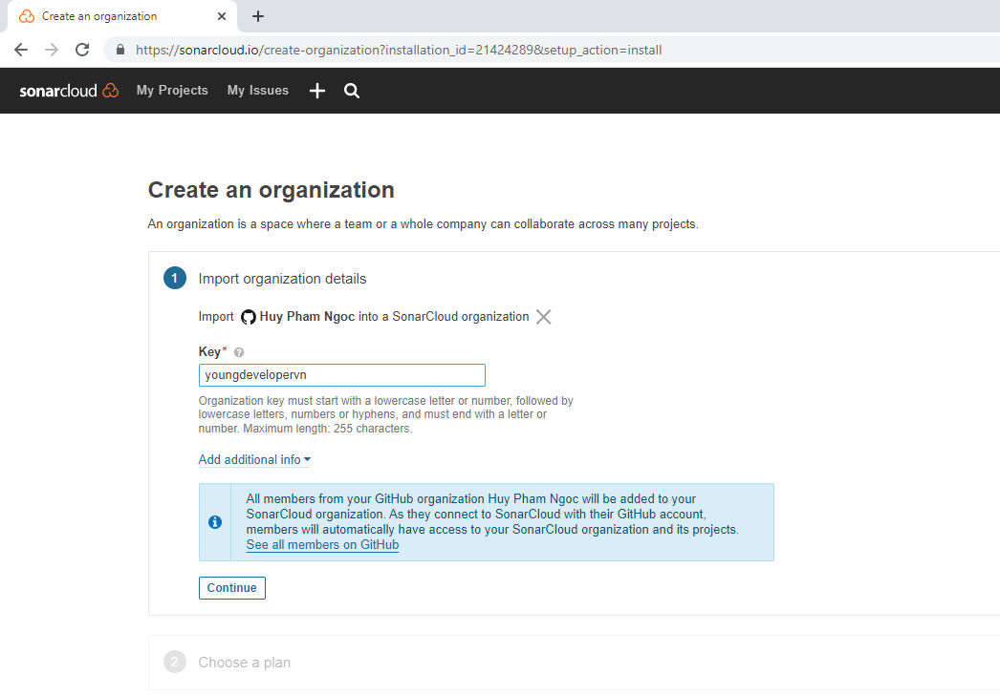 Create an organization
https://sonarcloud.io/create-organization?installation_id=21424289&setup_action=install
sonarcloud My Projects My Issues
Create an organization
An organization is a space where a team or a whole company can collaborate across many projects.
1 Import organization details
Import Huy Pham Ngoc into a SonarCloud organization
Key* ?
youngdevelopervn
Organization key must start with a lowercase letter or number, followed by
lowercase letters, numbers or hyphens, and must end with a letter or
number. Maximum length: 255 characters.
Add additional info
All members from your GitHub organization Huy Pham Ngoc will be added to your
SonarCloud organization. As they connect to SonarCloud with their GitHub account,
members will automatically have access to your SonarCloud organization and its projects.
See all members on GitHub
Continue
2 Choose a plan